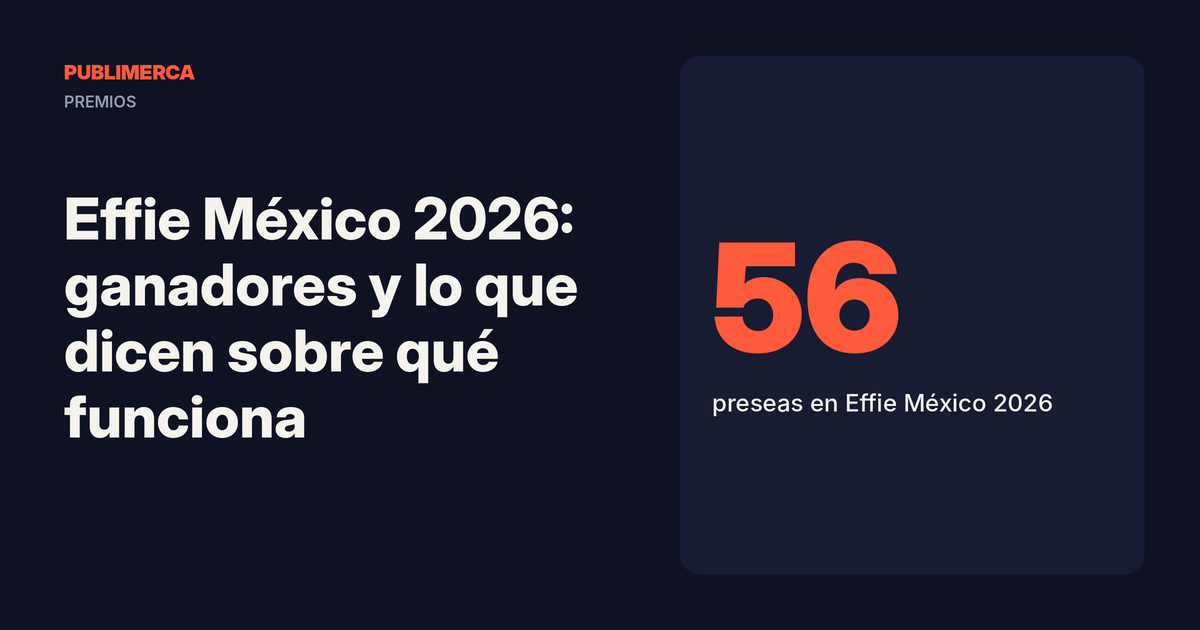 PUBLIMERCA
PREMIOS
Effie México 2026:
ganadores y lo que
dicen sobre qué
funciona
56
preseas en Effie México 2026